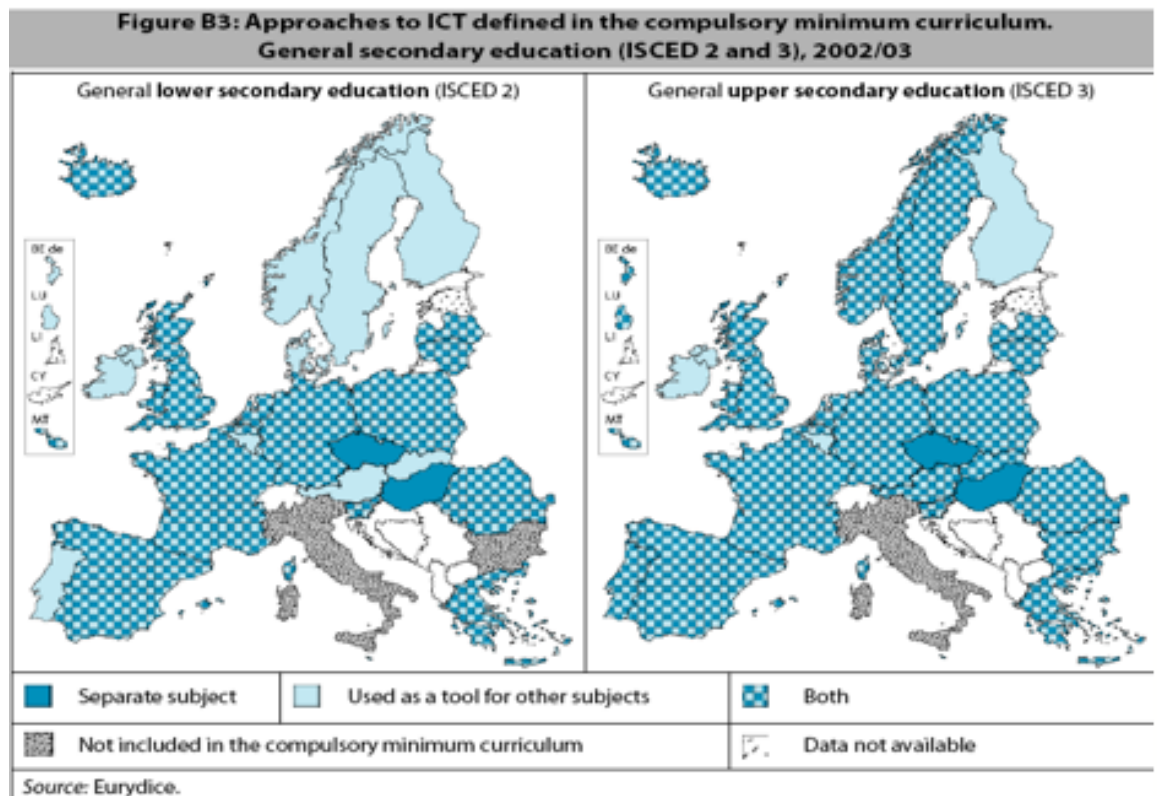 Figure B3: Approaches to ICT defined in the compulsory minimum curriculum.
General secondary education (ISCED 2 and 3), 2002/03
General lower secondary education (ISCED 2)
General upper secondary education (ISCED 3)
BE de
LU
LI
CY
MT
BE de
LU
LI
CY
MT
Separate subject
Used as a tool for other subjects
Both
Not included in the compulsory minimum curriculum
Data not available
Source: Eurydice.